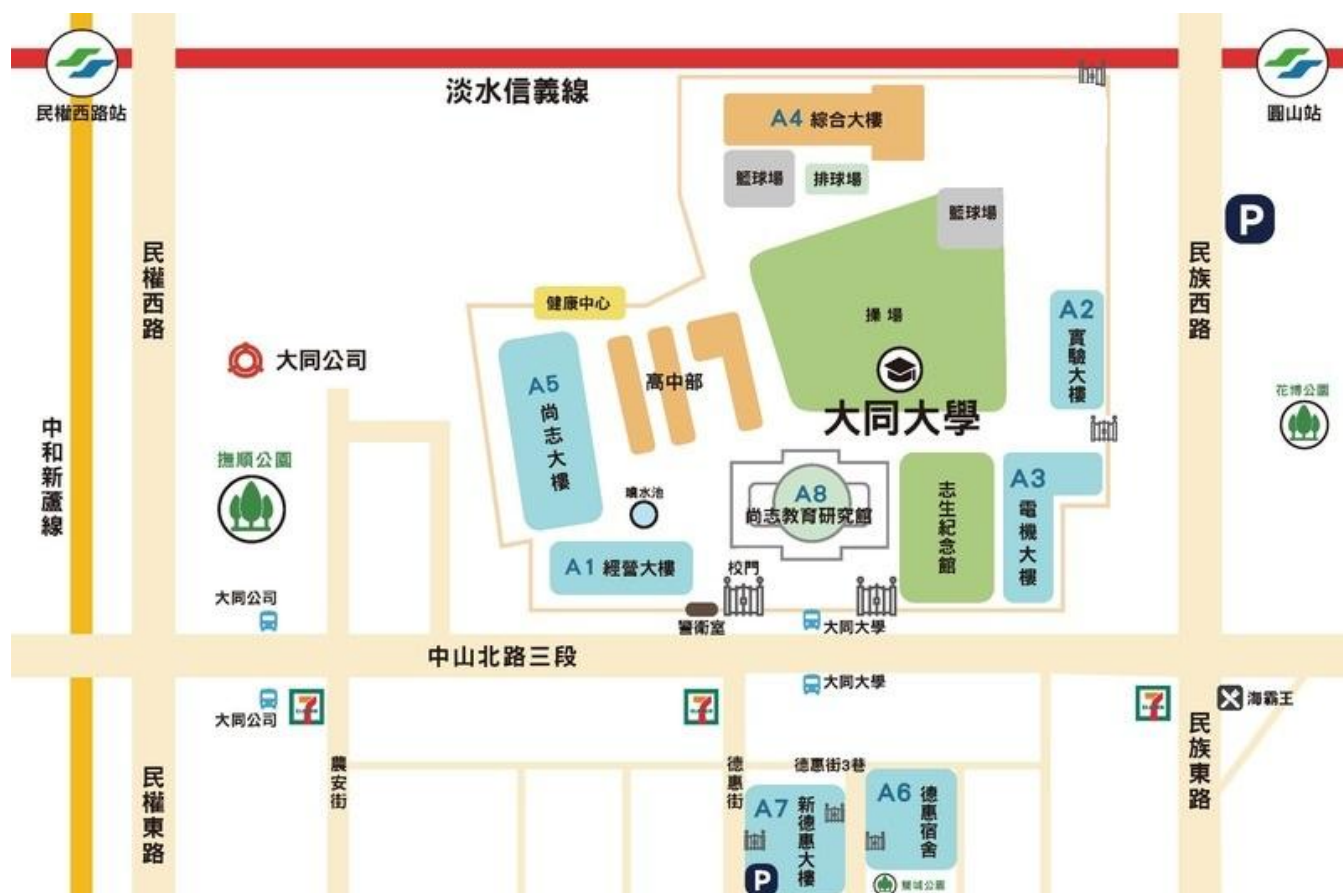 淡水信義線
民權西路站
圓山站
A4 綜合大樓
籃球場
排球場
籃球場
P
民權西路
民族西路
健康中心
操場
A2 實驗大樓
大同公司
A5 尚志大樓
高中部
大同大學
花博公園
中和新蘆線
撫順公園
噴水池
A8
尚志教育研究館
志生紀念館
A3 電機大樓
A1 經營大樓
校門
大同公司
警衛室
大同大學
中山北路三段
大同大學
大同公司
7
7
7
海霸王
民權東路
農安街
德惠街
德惠街3巷
民族東路
A7 新德惠大樓
A6 德惠宿舍
P
雙城公園